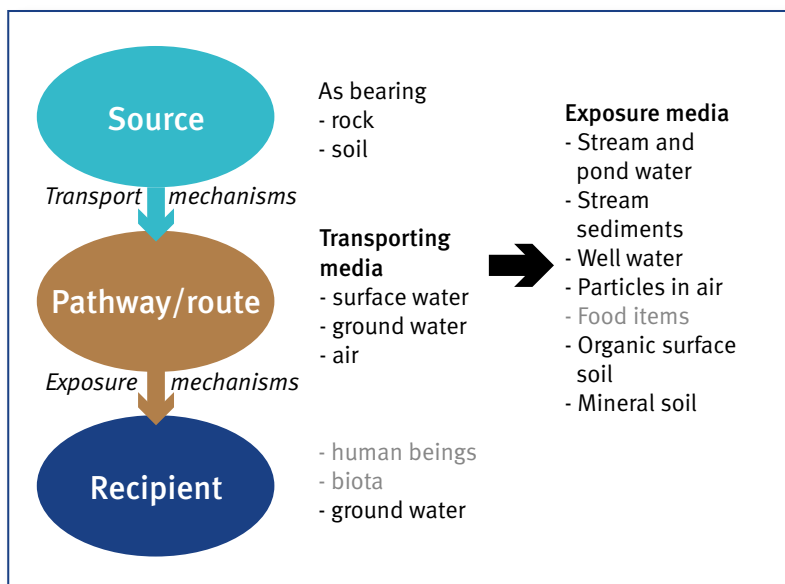 Source
As bearing
- rock
- soil
Transport mechanisms
Pathway/route
Transporting
media
- surface water
- ground water
- air
Exposure mechanisms
Recipient
- human beings
- biota
- ground water
Exposure media
- Stream and
pond water
- Stream
sediments
- Well water
- Particles in air
- Food items
- Organic surface
soil
- Mineral soil